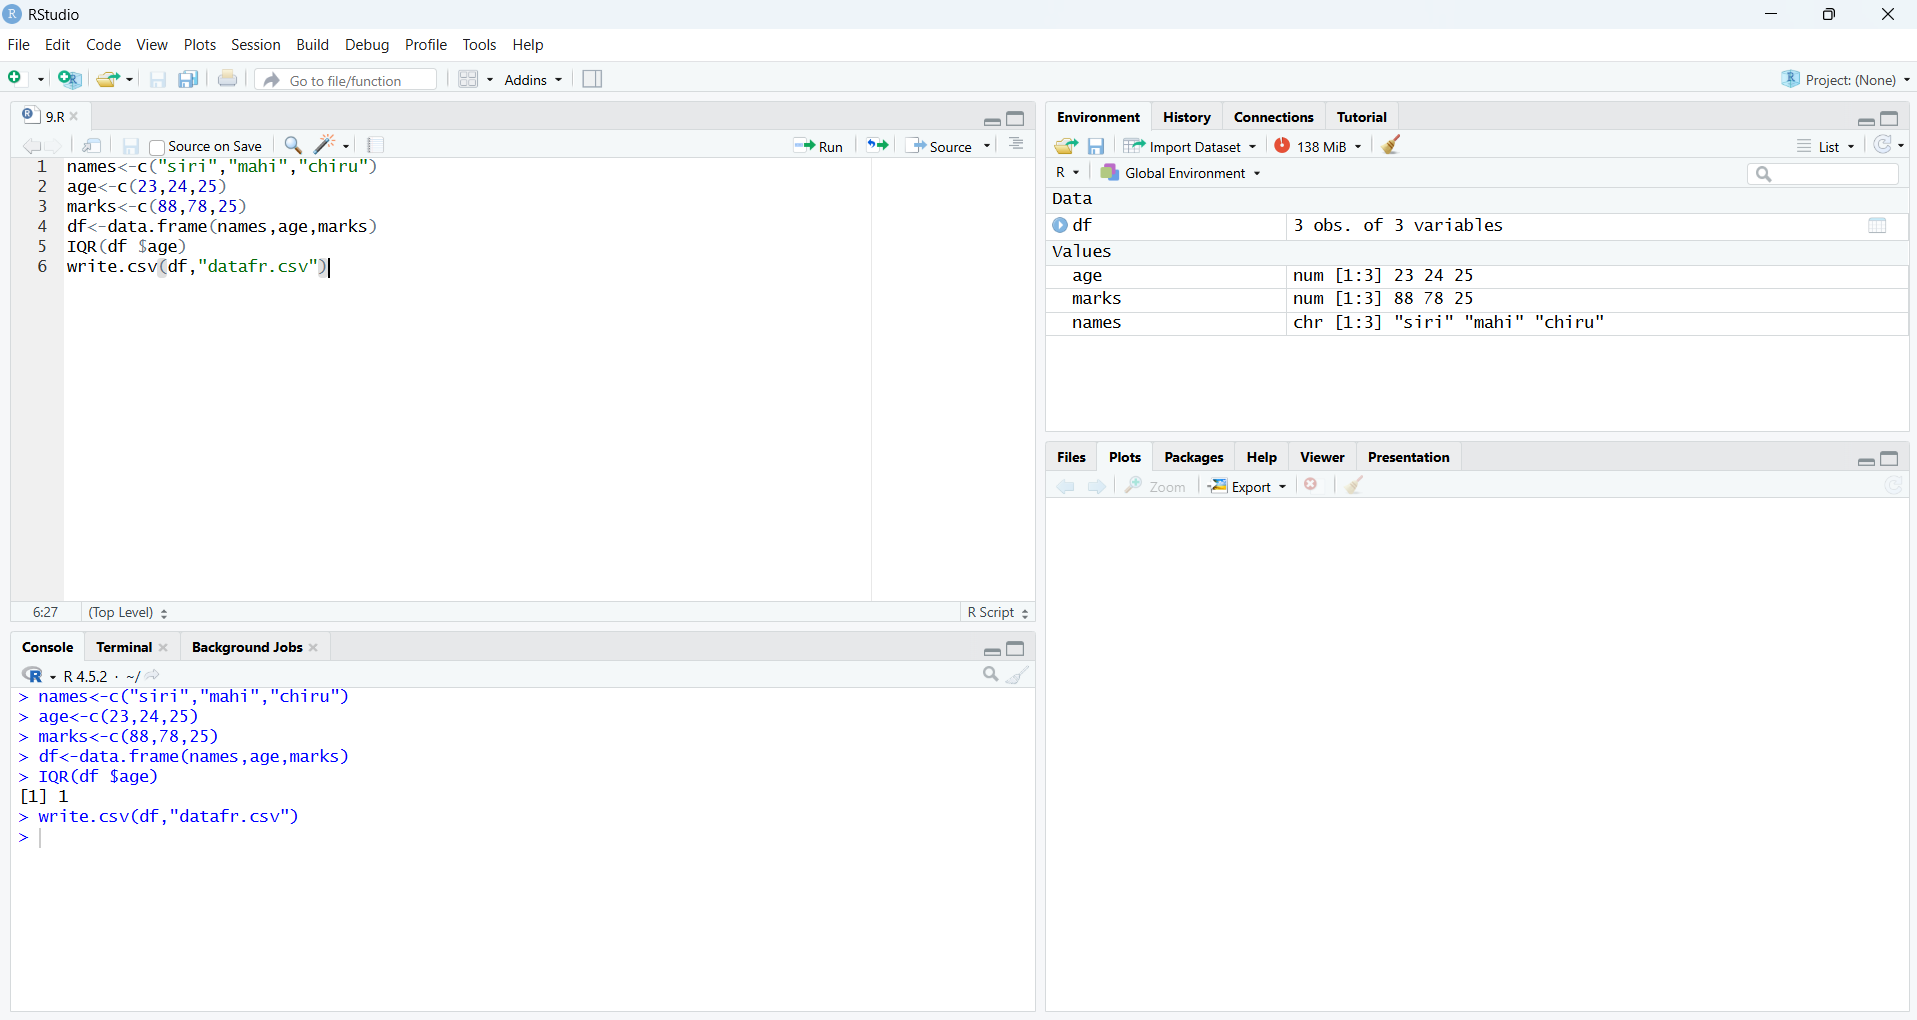 RStudio
File Edit Code View Plots Session Build Debug Profile Tools Help
Go to file/function Addins Project: (None)
9.R
Source on Save Run Source
1 names<-c("siri","mahi","chiru")
2 age<-c(23,24,25)
3 marks<-c(88,78,25)
4 df<-data.frame(names,age,marks)
5 IQR(df $age)
6 write.csv(df,"datafr.csv")
6:27 (Top Level) R Script
Console Terminal Background Jobs
R R 4.5.2 · ~/
> names<-c("siri","mahi","chiru")
> age<-c(23,24,25)
> marks<-c(88,78,25)
> df<-data.frame(names,age,marks)
> IQR(df $age)
[1] 1
> write.csv(df,"datafr.csv")
>
Environment History Connections Tutorial
Import Dataset 138 MiB List
R Global Environment
Data
df 3 obs. of 3 variables
Values
age num [1:3] 23 24 25
marks num [1:3] 88 78 25
names chr [1:3] "siri" "mahi" "chiru"
Files Plots Packages Help Viewer Presentation
Zoom Export